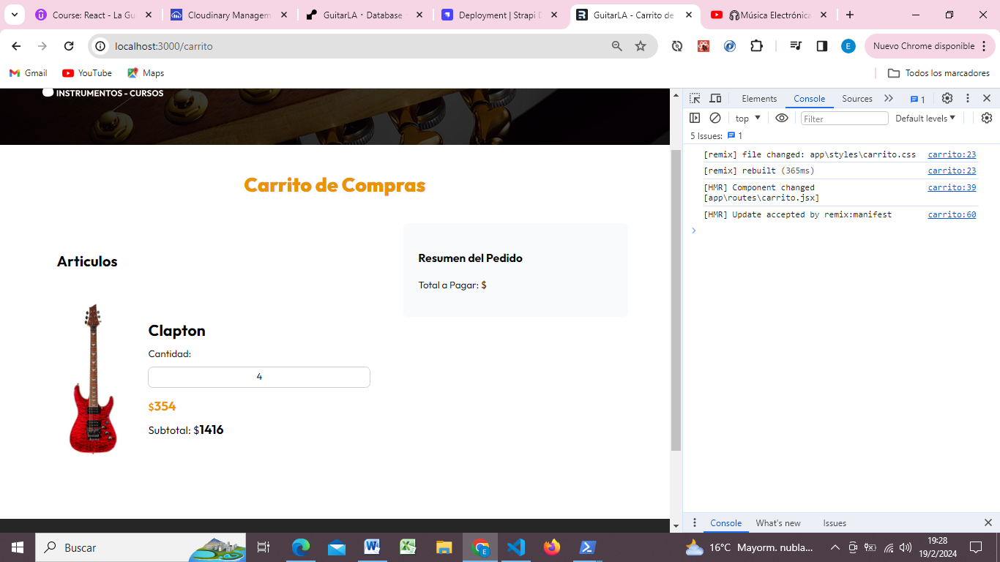 Course: React - La Gu
Cloudinary Managem
GuitarLA · Database
Deployment | Strapi D
GuitarLA - Carrito de
🎧Música Electrónica
localhost:3000/carrito
Nuevo Chrome disponible
Gmail
YouTube
Maps
Todos los marcadores
INSTRUMENTOS - CURSOS
Carrito de Compras
Articulos
Clapton
Cantidad:
4
$354
Subtotal: $1416
Resumen del Pedido
Total a Pagar: $
Elements
Console
Sources
1
top
Filter
Default levels
5 Issues:
1
[remix] file changed: app\styles\carrito.css carrito:23
[remix] rebuilt (365ms) carrito:23
[HMR] Component changed carrito:39
[app\routes\carrito.jsx]
[HMR] Update accepted by remix:manifest carrito:60
Console
What's new
Issues
Buscar
16°C Mayorm. nubla...
19:28
19/2/2024